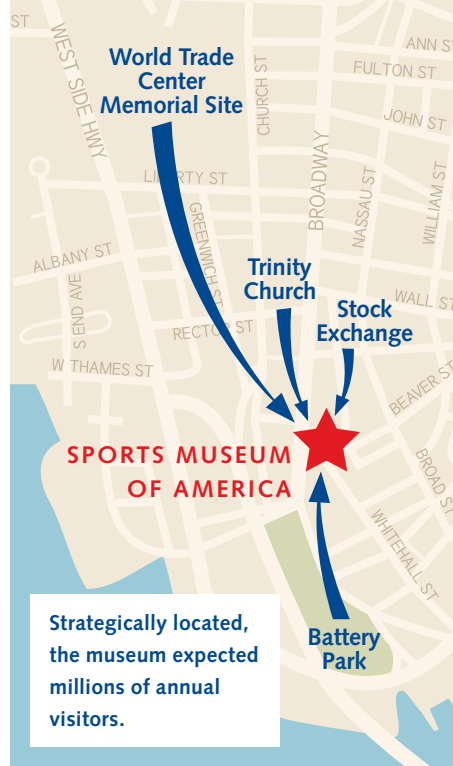 ST
WEST SIDE HWY
World Trade
Center
Memorial Site
CHURCH ST
ANN ST
FULTON ST
JOHN ST
BROADWAY
LIBERTY ST
NASSAU ST
WILLIAM ST
GREENWICH ST
ALBANY ST
S END AVE
Trinity
Church
WALL ST
Stock
Exchange
RECTOR ST
W THAMES ST
BEAVER ST
SPORTS MUSEUM
OF AMERICA
BROAD ST
WHITEHALL ST
Strategically located,
the museum expected
millions of annual
visitors.
Battery
Park